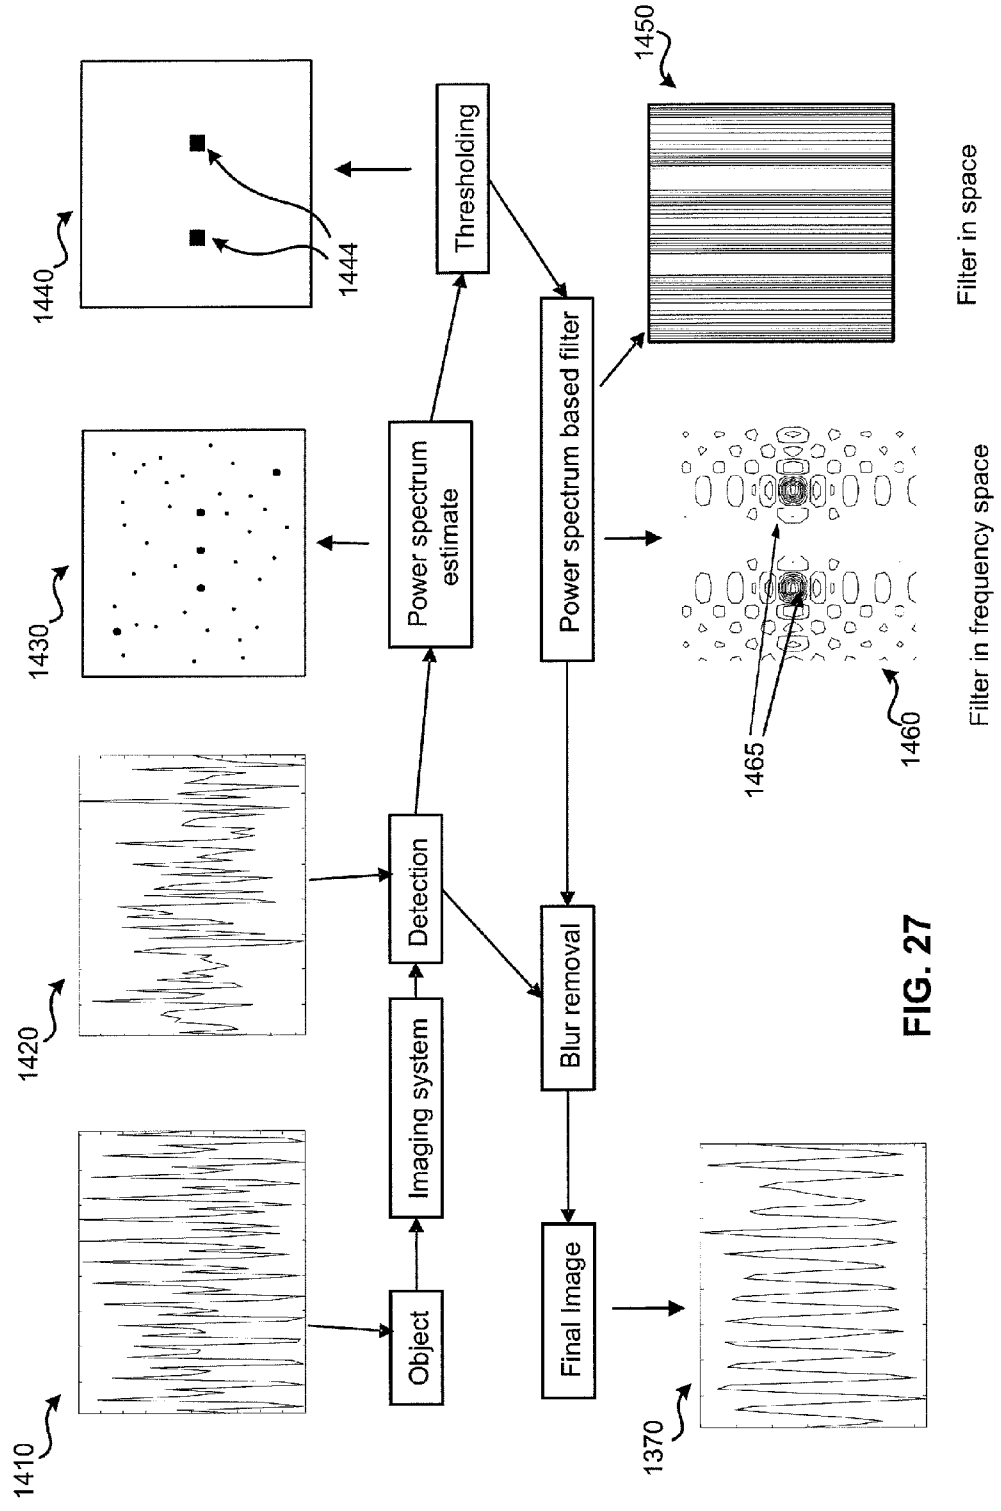 1410
1420
1430
1440
1444
Object
Imaging system
Detection
Power spectrum
estimate
Thresholding
Final Image
Blur removal
Power spectrum based filter
1370
1465
1460
1450
Filter in frequency space
Filter in space
FIG. 27